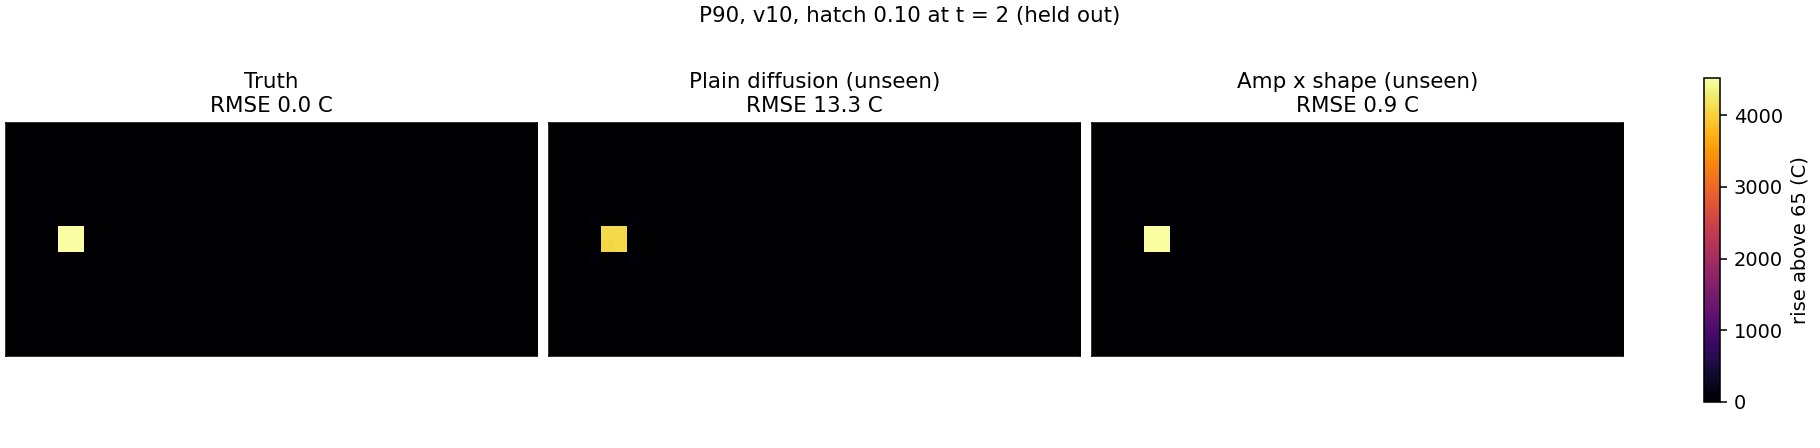 P90, v10, hatch 0.10 at t = 2 (held out)
Truth
RMSE 0.0 C
Plain diffusion (unseen)
RMSE 13.3 C
Amp x shape (unseen)
RMSE 0.9 C
4000
3000
2000
1000
0
rise above 65 (C)